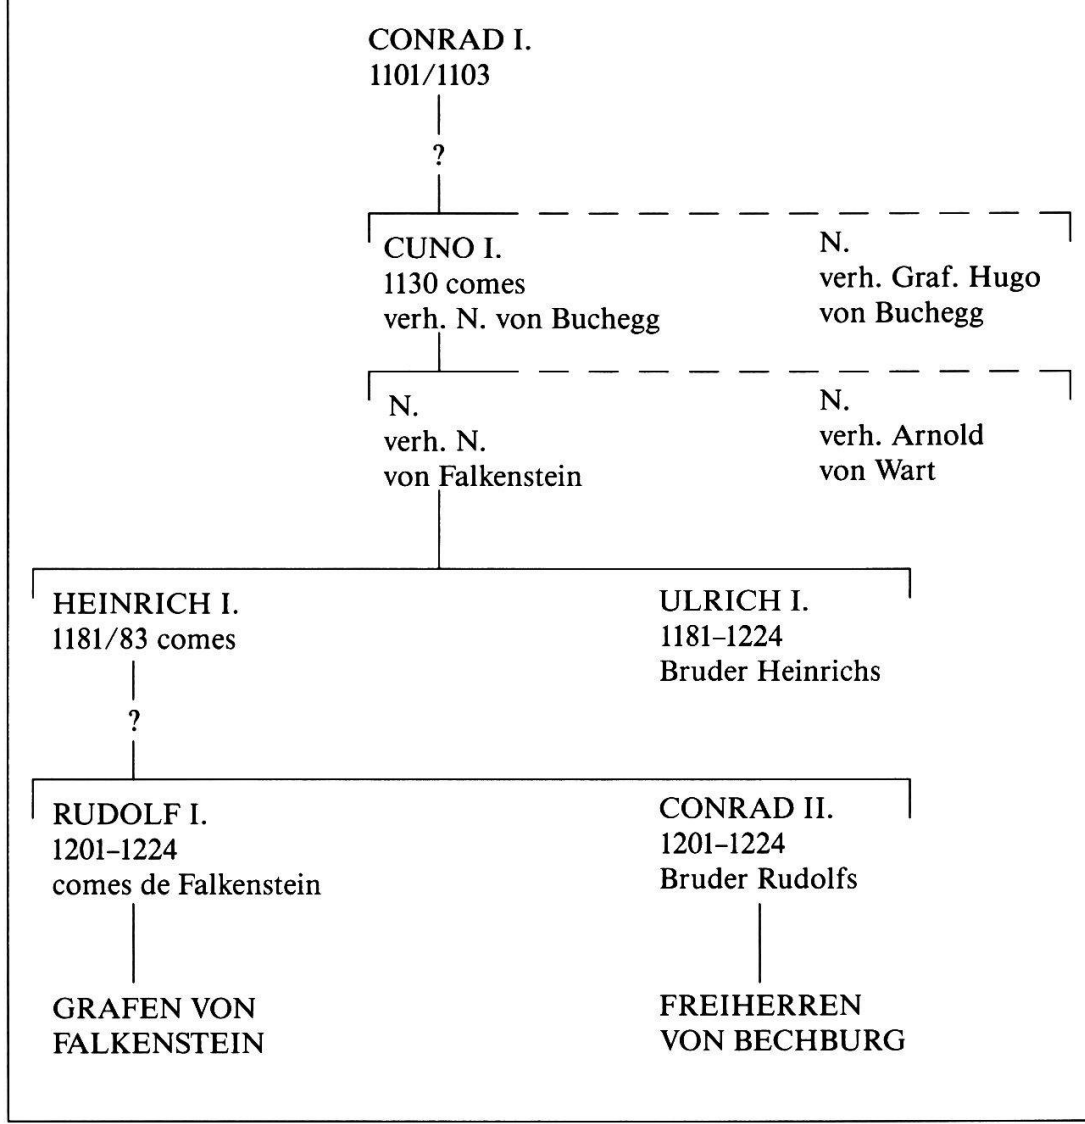 CONRAD I.
1101/1103
?
CUNO I.
1130 comes
verh. N. von Buchegg
N.
verh. Graf. Hugo
von Buchegg
N.
verh. N.
von Falkenstein
N.
verh. Arnold
von Wart
HEINRICH I.
1181/83 comes
ULRICH I.
1181–1224
Bruder Heinrichs
?
RUDOLF I.
1201–1224
comes de Falkenstein
CONRAD II.
1201–1224
Bruder Rudolfs
GRAFEN VON
FALKENSTEIN
FREIHERREN
VON BECHBURG